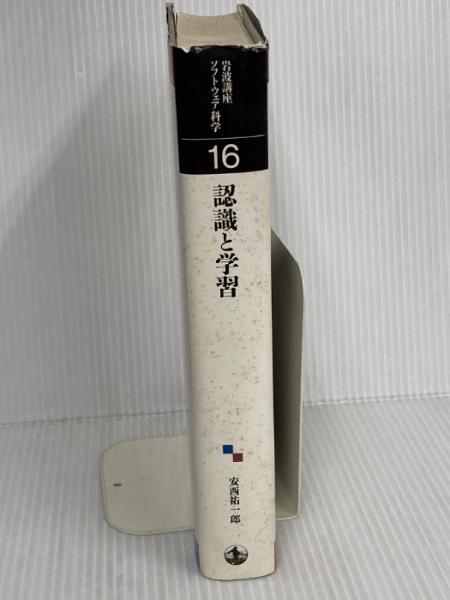 岩波講座
ソフトウェア科学
16
認識と学習
安西祐一郎